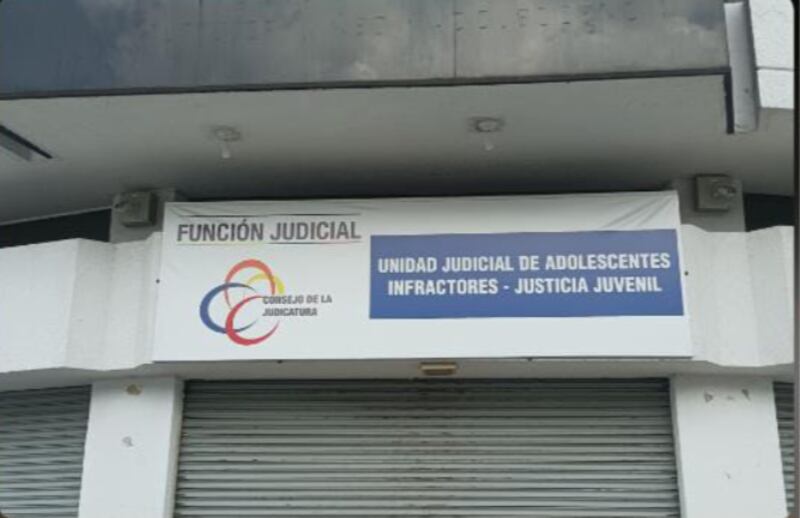 FUNCIÓN JUDICIAL
CONSEJO DE LA
JUDICATURA
UNIDAD JUDICIAL DE ADOLESCENTES
INFRACTORES - JUSTICIA JUVENIL